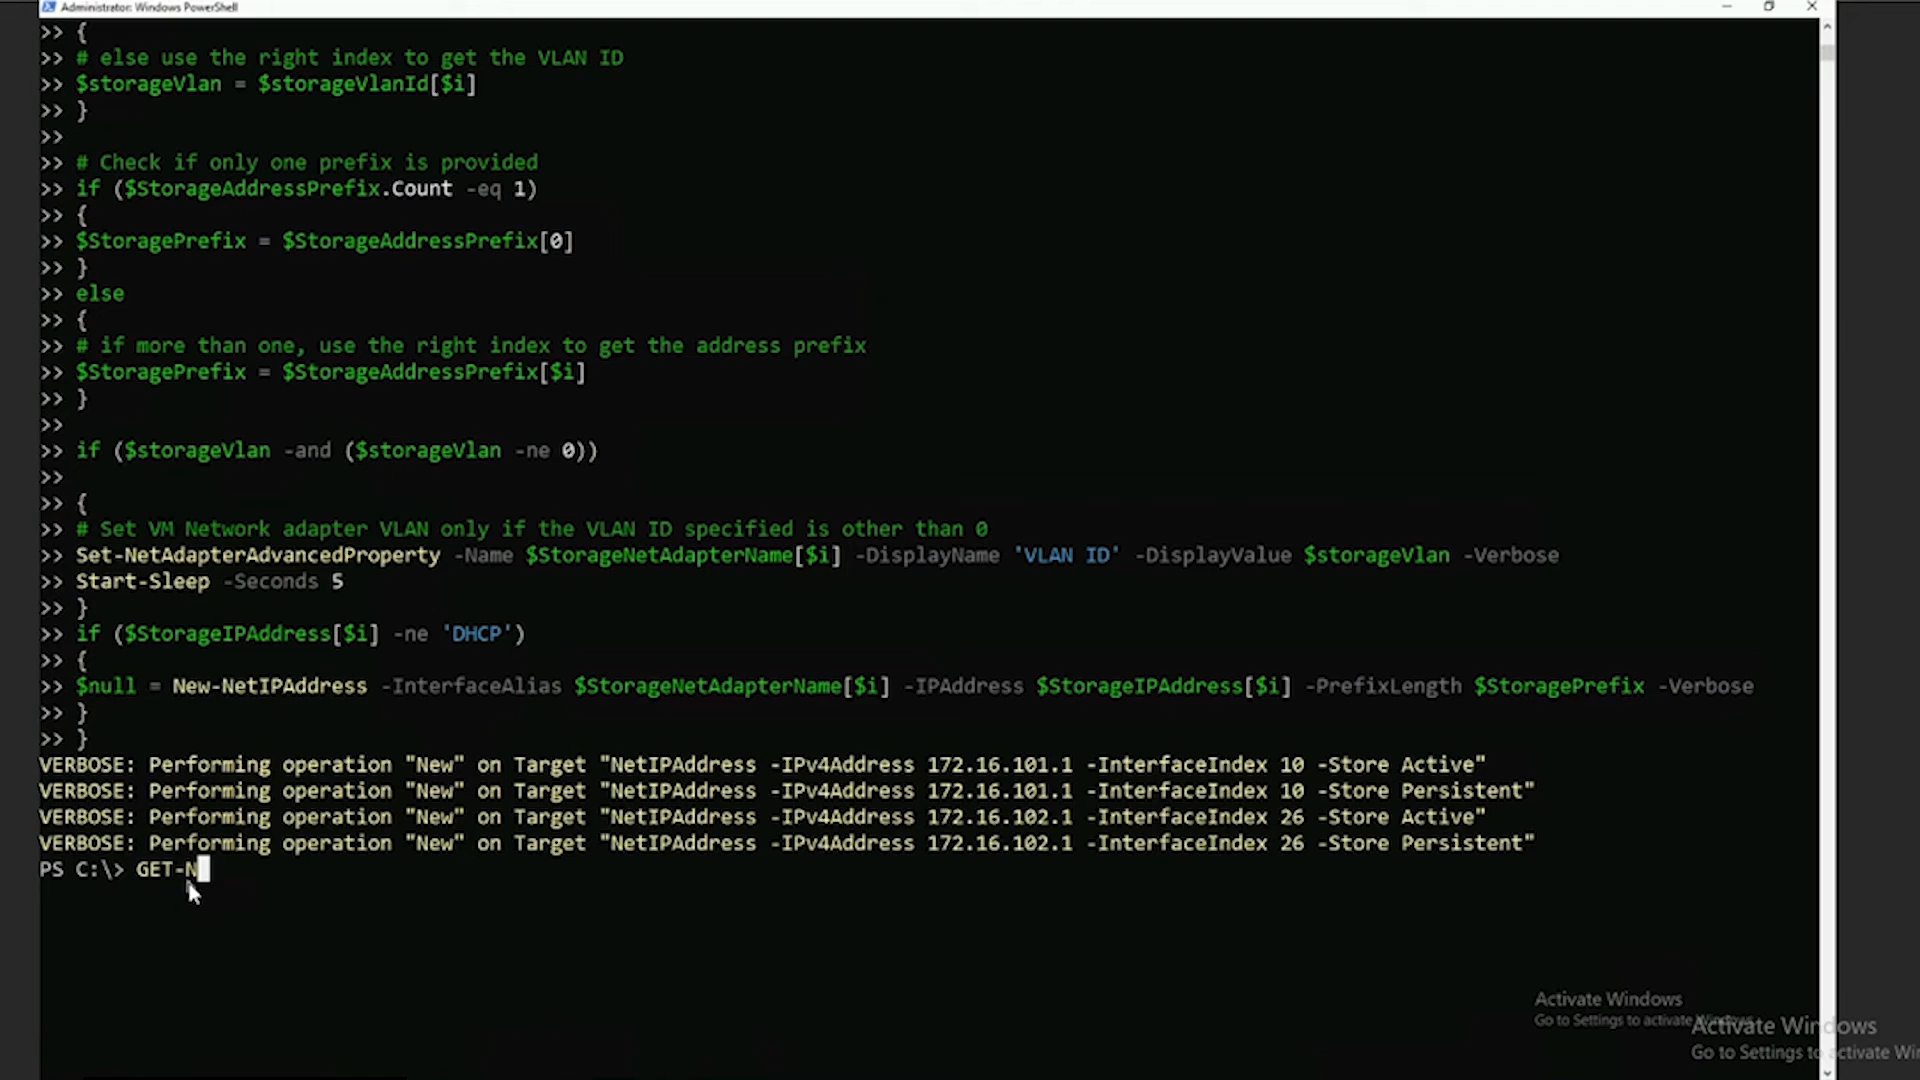 Administrator: Windows PowerShell
>> {
>> # else use the right index to get the VLAN ID
>> $storageVlan = $storageVlanId[$i]
>> }
>>
>> # Check if only one prefix is provided
>> if ($StorageAddressPrefix.Count -eq 1)
>> {
>> $StoragePrefix = $StorageAddressPrefix[0]
>> }
>> else
>> {
>> # if more than one, use the right index to get the address prefix
>> $StoragePrefix = $StorageAddressPrefix[$i]
>> }
>>
>> if ($storageVlan -and ($storageVlan -ne 0))
>>
>> {
>> # Set VM Network adapter VLAN only if the VLAN ID specified is other than 0
>> Set-NetAdapterAdvancedProperty -Name $StorageNetAdapterName[$i] -DisplayName 'VLAN ID' -DisplayValue $storageVlan -Verbose
>> Start-Sleep -Seconds 5
>> }
>> if ($StorageIPAddress[$i] -ne 'DHCP')
>> {
>> $null = New-NetIPAddress -InterfaceAlias $StorageNetAdapterName[$i] -IPAddress $StorageIPAddress[$i] -PrefixLength $StoragePrefix -Verbose
>> }
>> }
VERBOSE: Performing operation "New" on Target "NetIPAddress -IPv4Address 172.16.101.1 -InterfaceIndex 10 -Store Active"
VERBOSE: Performing operation "New" on Target "NetIPAddress -IPv4Address 172.16.101.1 -InterfaceIndex 10 -Store Persistent"
VERBOSE: Performing operation "New" on Target "NetIPAddress -IPv4Address 172.16.102.1 -InterfaceIndex 26 -Store Active"
VERBOSE: Performing operation "New" on Target "NetIPAddress -IPv4Address 172.16.102.1 -InterfaceIndex 26 -Store Persistent"
PS C:\> GET-N
Activate Windows
Go to Settings to activate
Activate Windows
Go to Settings to activate Wi